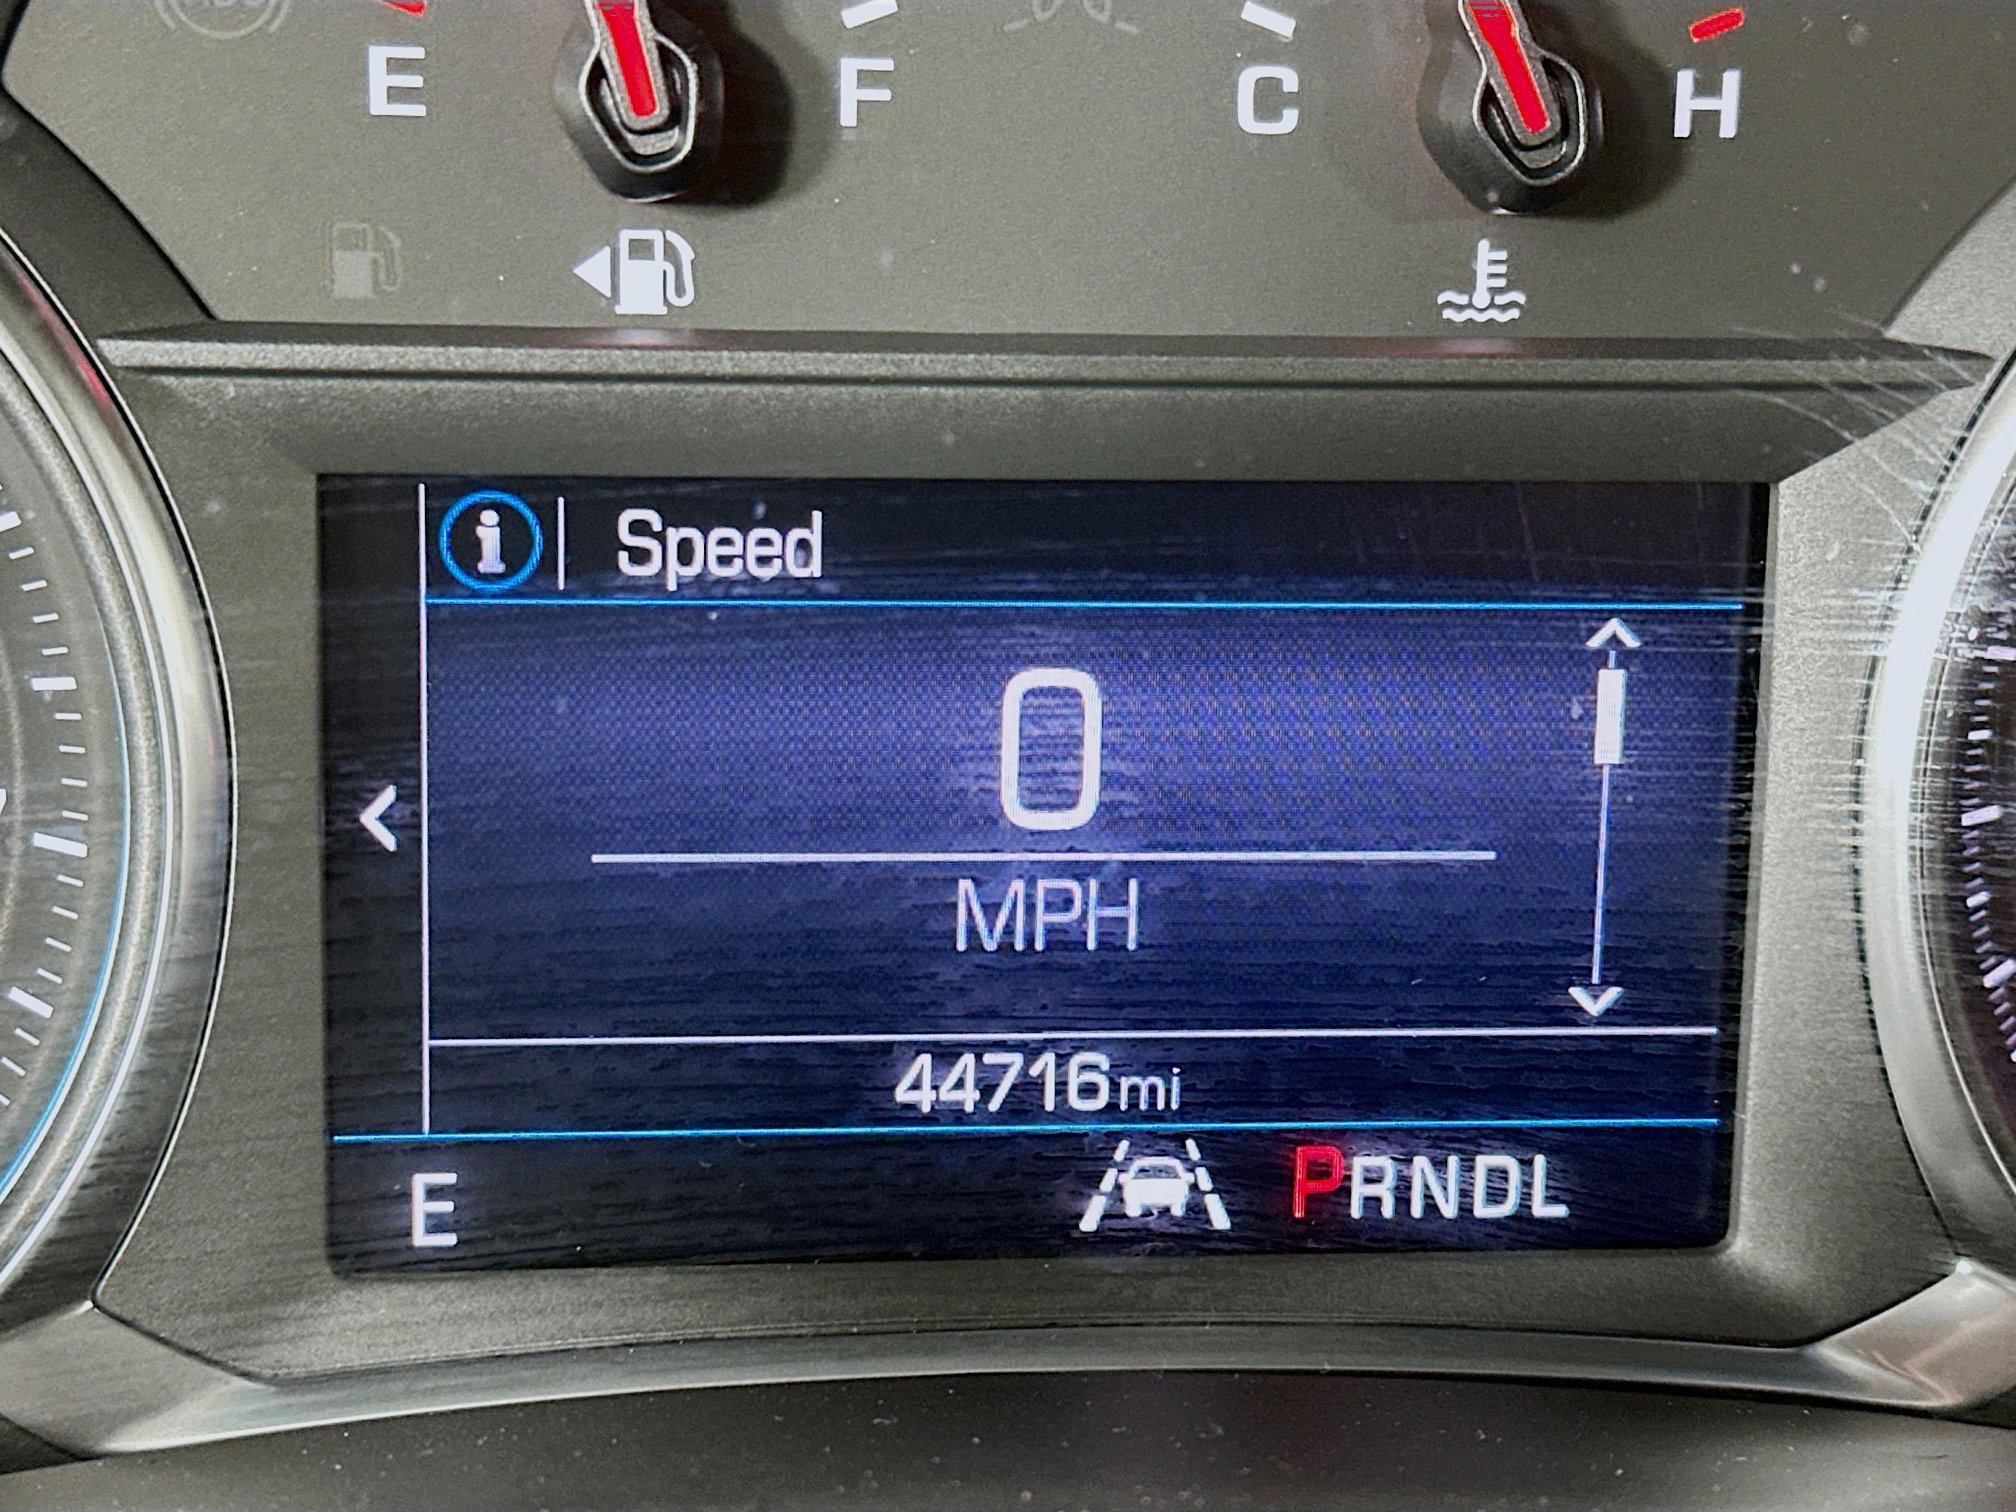 E F C H
i Speed
0
MPH
44716mi
E PRNDL